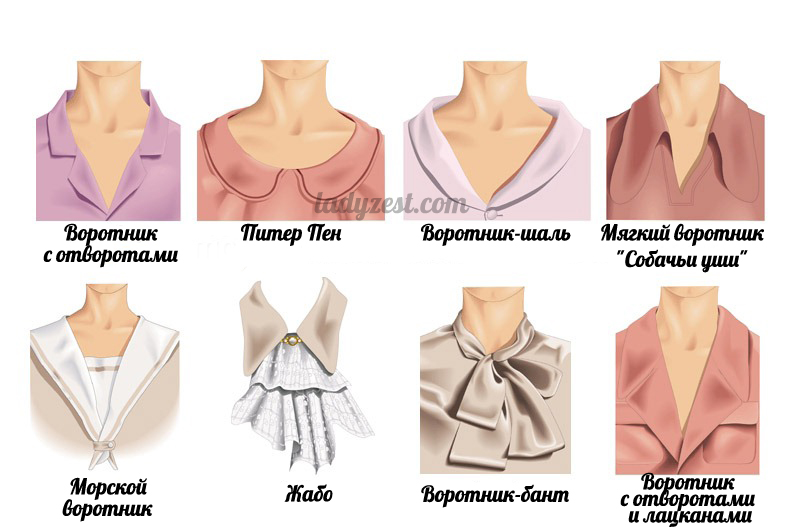 ladyzest.com
Воротник
с отворотами
Питер Пен
Воротник-шаль
Мягкий воротник
"Собачьи уши"
Морской
воротник
Жабо
Воротник-бант
Воротник
с отворотами
и лацканами